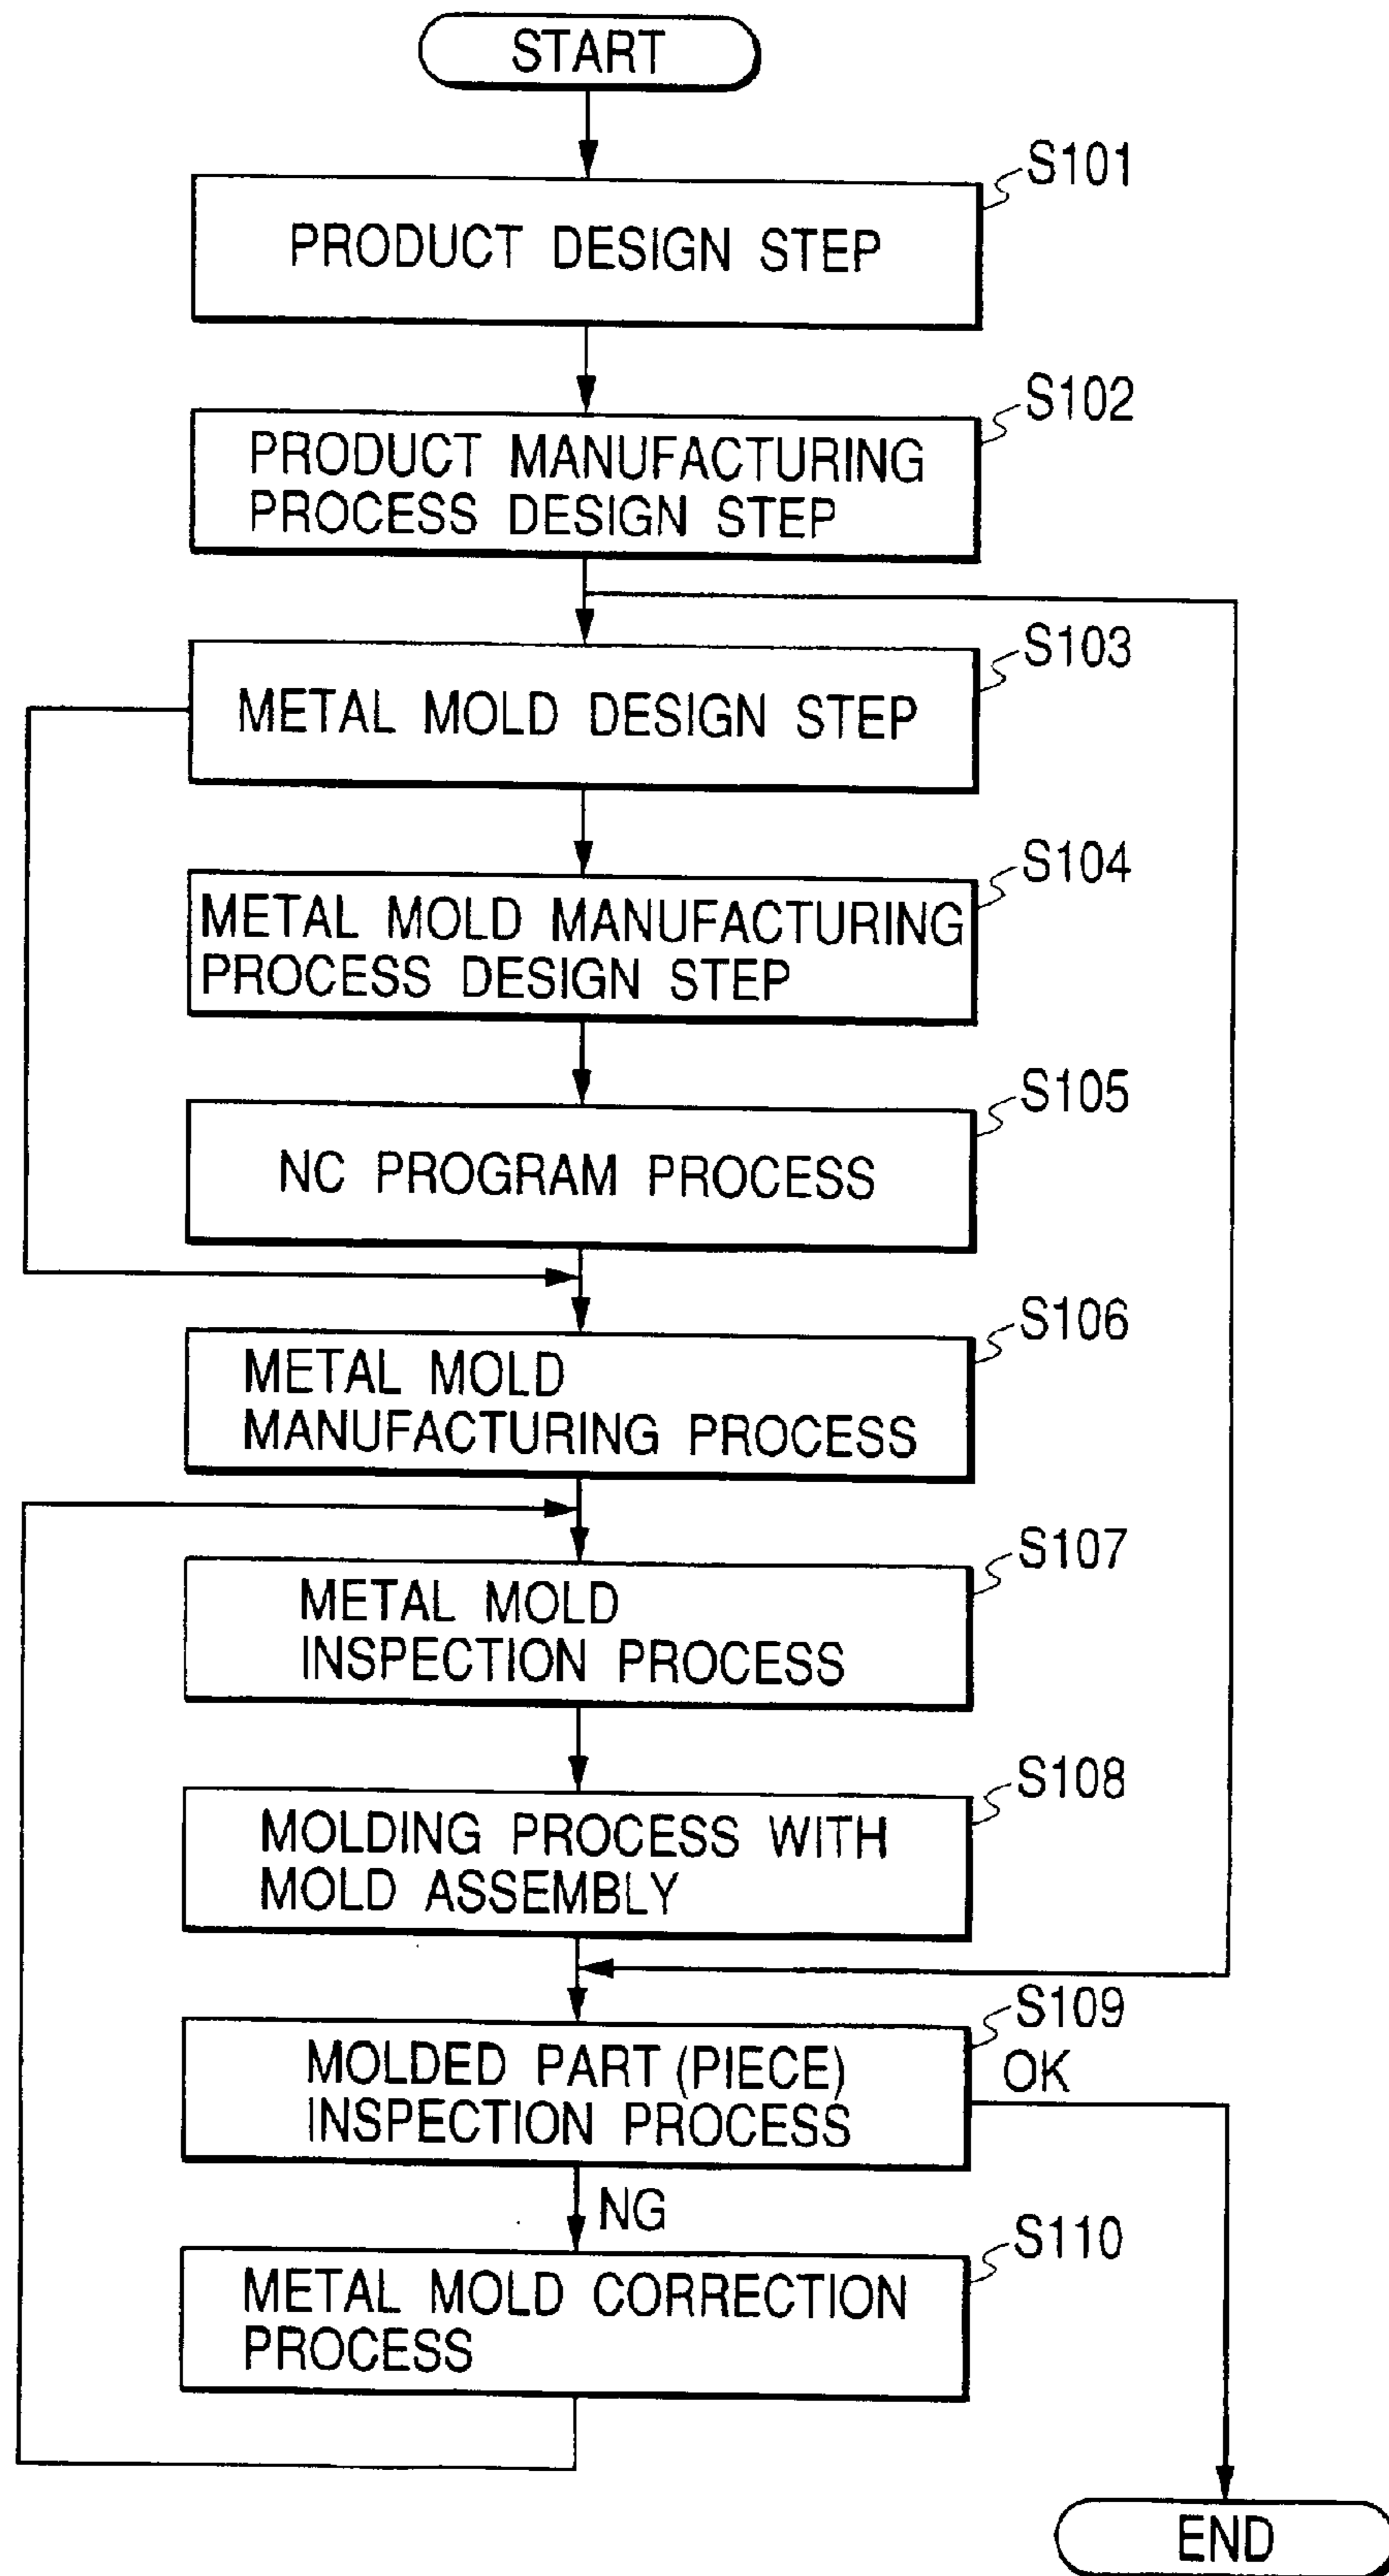 START
S101
PRODUCT DESIGN STEP
S102
PRODUCT MANUFACTURING
PROCESS DESIGN STEP
S103
METAL MOLD DESIGN STEP
S104
METAL MOLD MANUFACTURING
PROCESS DESIGN STEP
S105
NC PROGRAM PROCESS
S106
METAL MOLD
MANUFACTURING PROCESS
S107
METAL MOLD
INSPECTION PROCESS
S108
MOLDING PROCESS WITH
MOLD ASSEMBLY
S109
MOLDED PART (PIECE)
INSPECTION PROCESS
OK
NG
S110
METAL MOLD CORRECTION
PROCESS
END